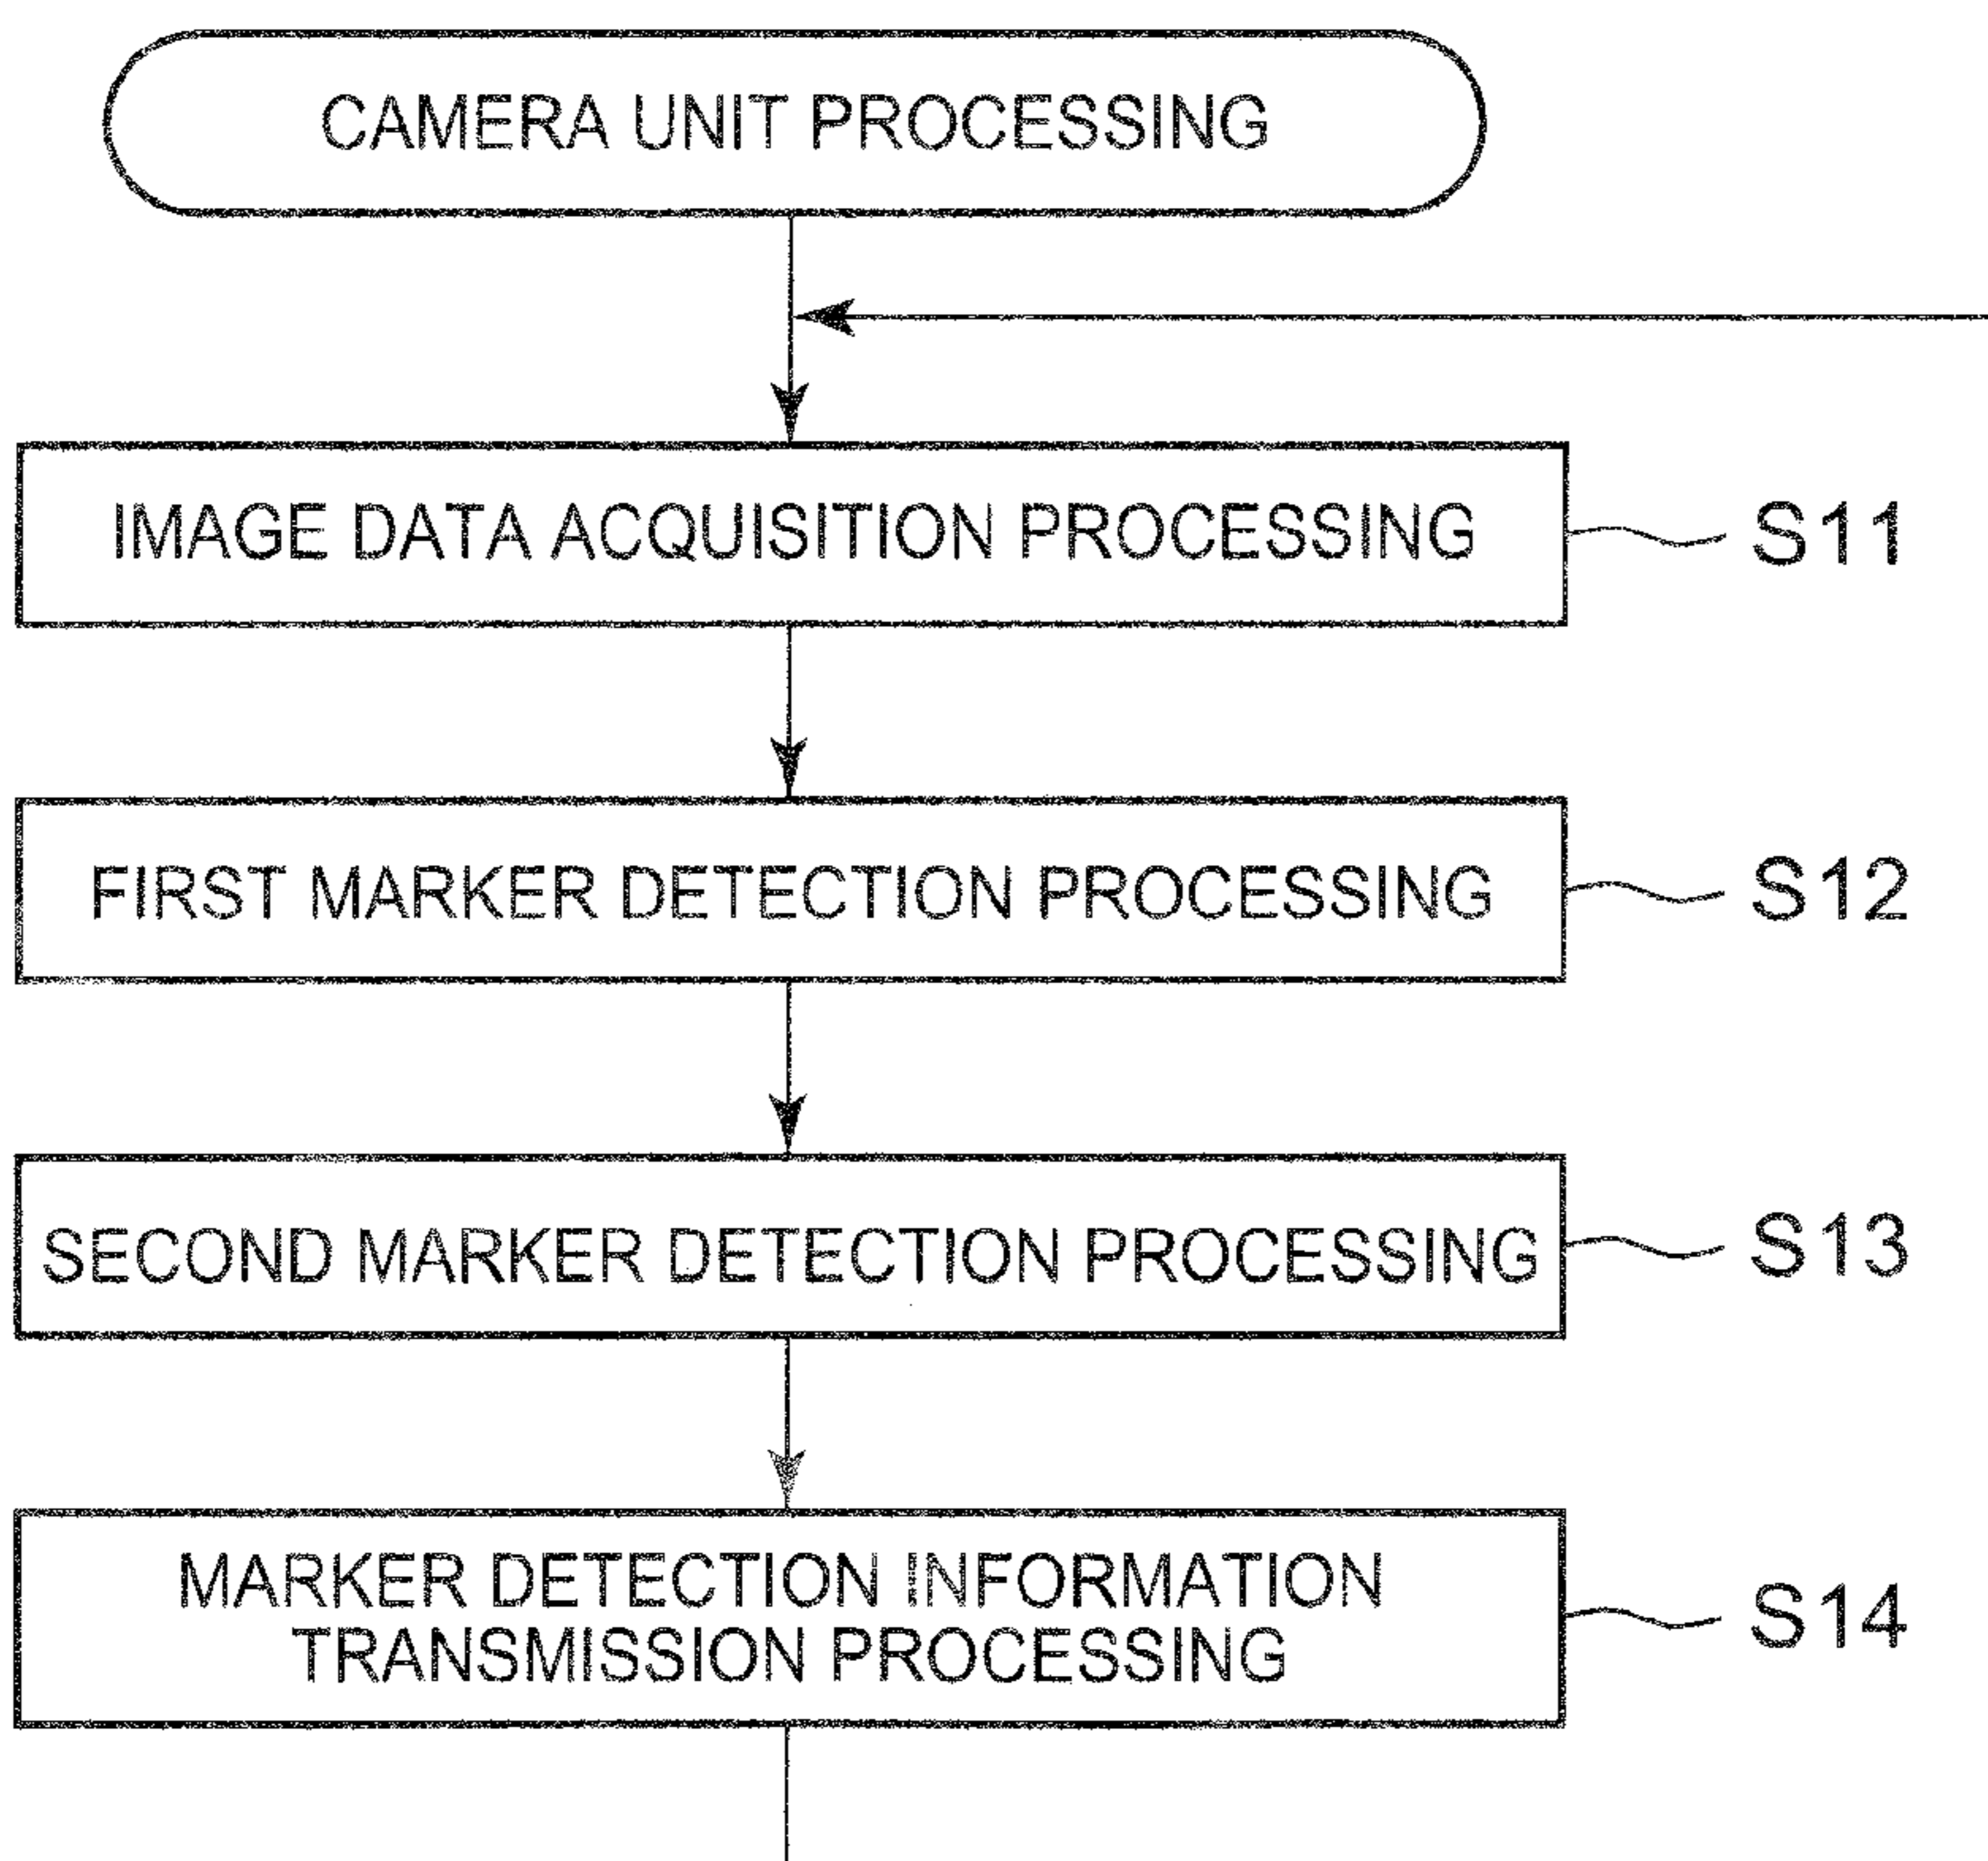 CAMERA UNIT PROCESSING
IMAGE DATA ACQUISITION PROCESSING
S11
FIRST MARKER DETECTION PROCESSING
S12
SECOND MARKER DETECTION PROCESSING
S13
MARKER DETECTION INFORMATION
TRANSMISSION PROCESSING
S14